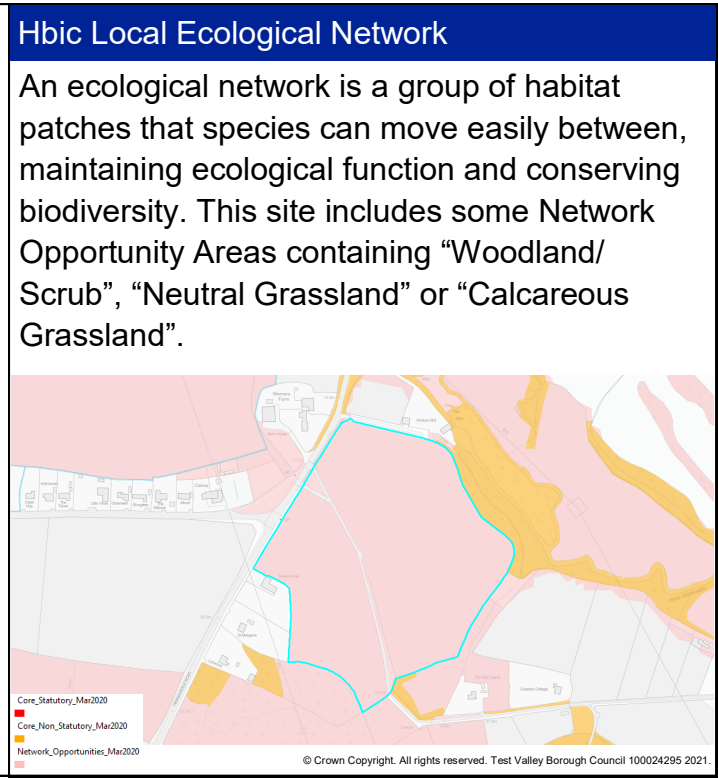 Hbic Local Ecological Network
An ecological network is a group of habitat
patches that species can move easily between,
maintaining ecological function and conserving
biodiversity. This site includes some Network
Opportunity Areas containing “Woodland/
Scrub”, “Neutral Grassland” or “Calcareous
Grassland”.
Core_Statutory_Mar2020
Core_Non_Statutory_Mar2020
Network_Opportunities_Mar2020
© Crown Copyright. All rights reserved. Test Valley Borough Council 100024295 2021.